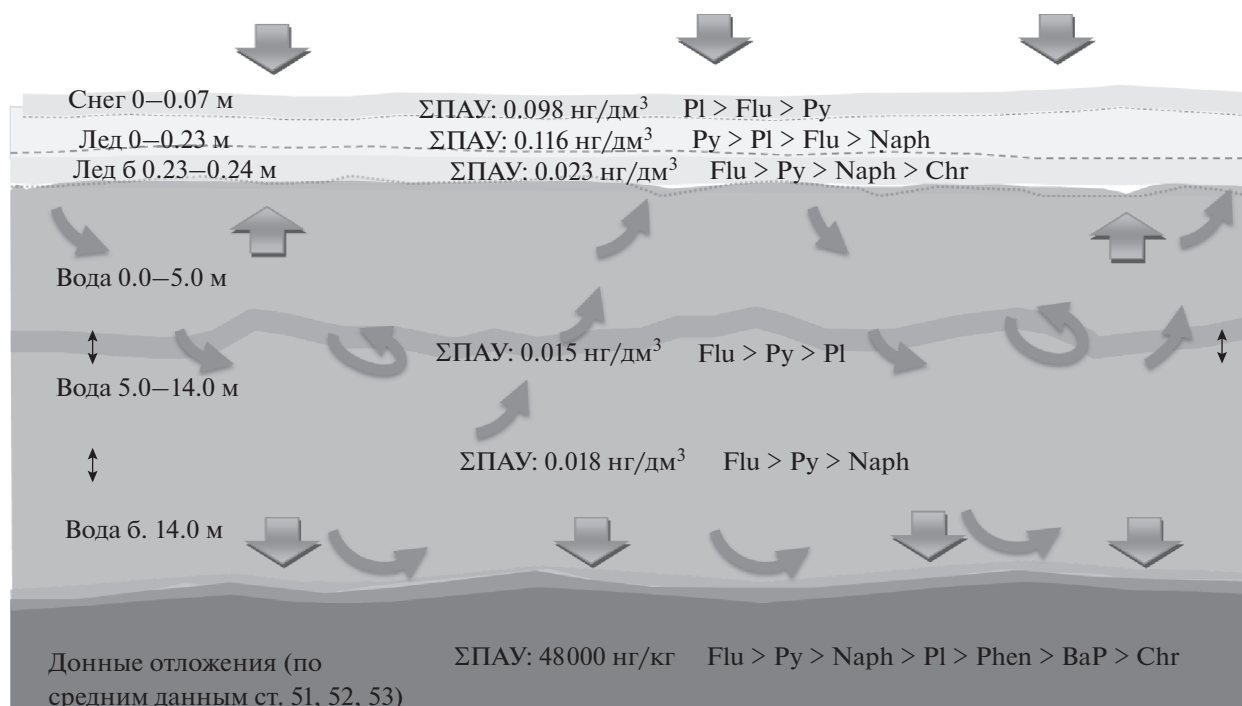 Снег 0–0.07 м ΣПАУ: 0.098 нг/дм³ Pl > Flu > Py
Лед 0–0.23 м ΣПАУ: 0.116 нг/дм³ Py > Pl > Flu > Naph
Лед б 0.23–0.24 м ΣПАУ: 0.023 нг/дм³ Flu > Py > Naph > Chr
Вода 0.0–5.0 м
ΣПАУ: 0.015 нг/дм³ Flu > Py > Pl
Вода 5.0–14.0 м
ΣПАУ: 0.018 нг/дм³ Flu > Py > Naph
Вода б. 14.0 м
Донные отложения (по ΣПАУ: 48000 нг/кг Flu > Py > Naph > Pl > Phen > BaP > Chr
средним данным ст. 51, 52, 53)